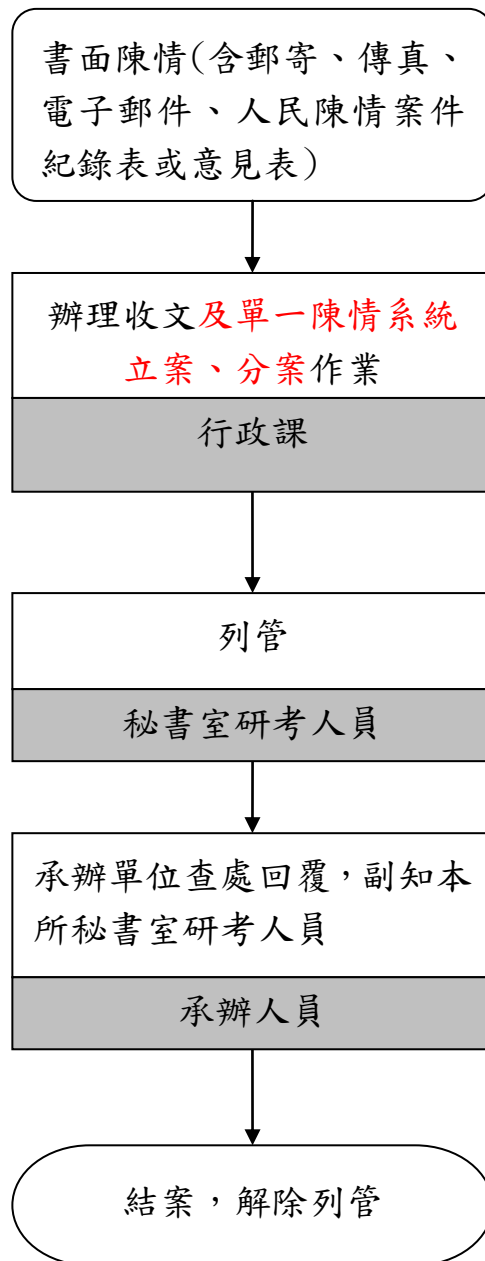 書面陳情(含郵寄、傳真、
電子郵件、人民陳情案件
紀錄表或意見表)
辦理收文及單一陳情系統
立案、分案作業
行政課
列管
秘書室研考人員
承辦單位查處回覆，副知本
所秘書室研考人員
承辦人員
結案，解除列管